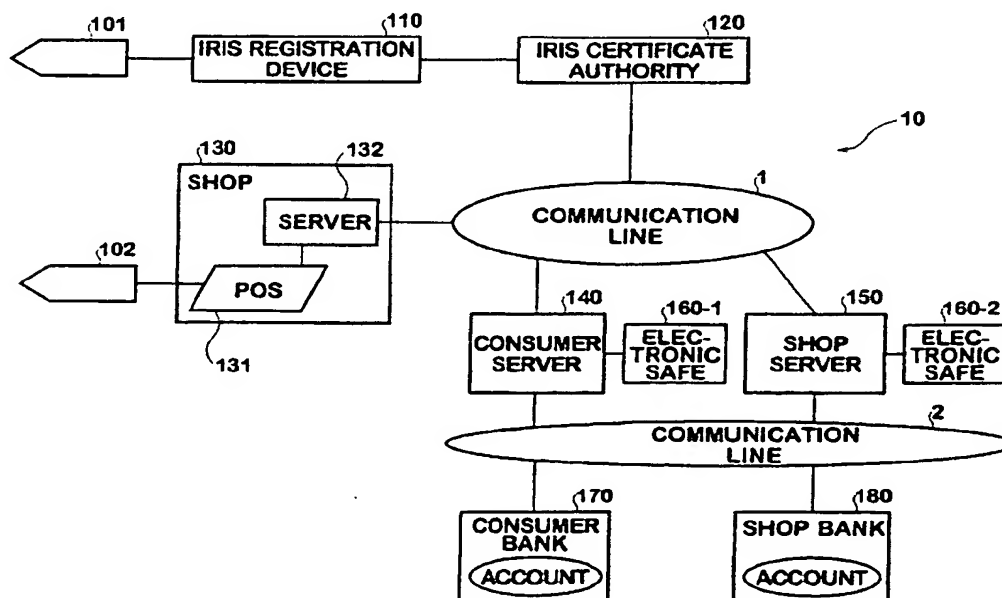 101
110
120
IRIS REGISTRATION
DEVICE
IRIS CERTIFICATE
AUTHORITY
10
130
132
SHOP
SERVER
1
COMMUNICATION
LINE
102
POS
131
140
160-1
150
160-2
CONSUMER
SERVER
ELEC-
TRONIC
SAFE
SHOP
SERVER
ELEC-
TRONIC
SAFE
2
COMMUNICATION
LINE
170
180
CONSUMER
BANK
ACCOUNT
SHOP BANK
ACCOUNT